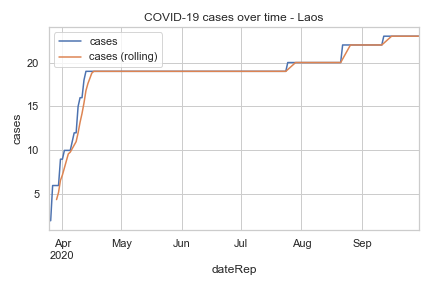 COVID-19 cases over time - Laos
cases
cases (rolling)
20
15
10
5
cases
Apr
2020
May
Jun
Jul
Aug
Sep
dateRep